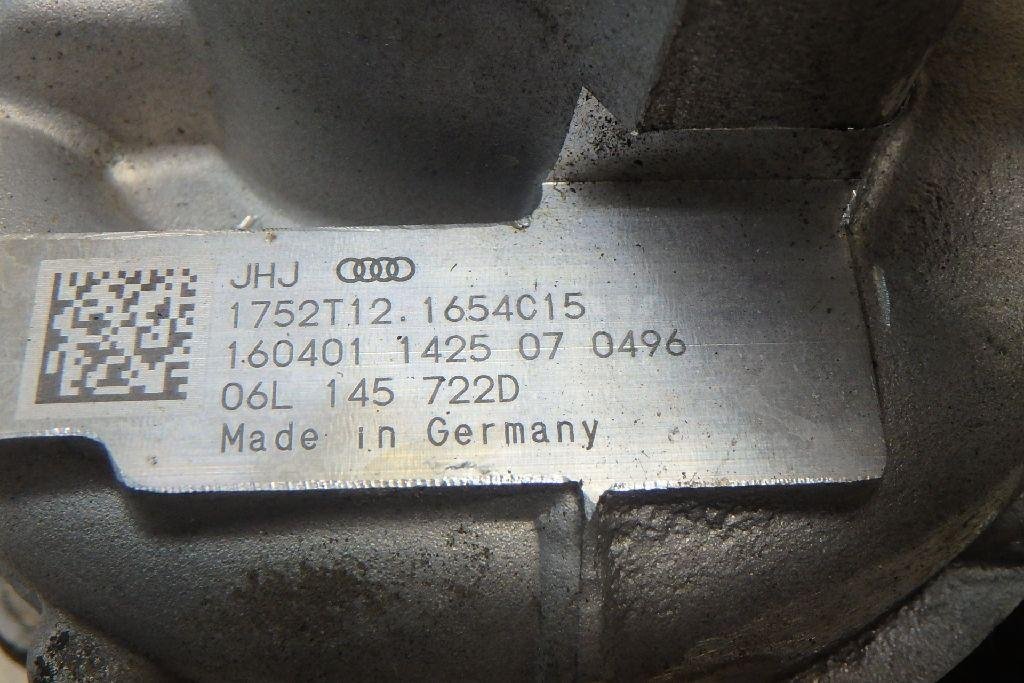 JHJ
1752T12.1654C15
160401 1425 07 0496
06L 145 722D
Made in Germany